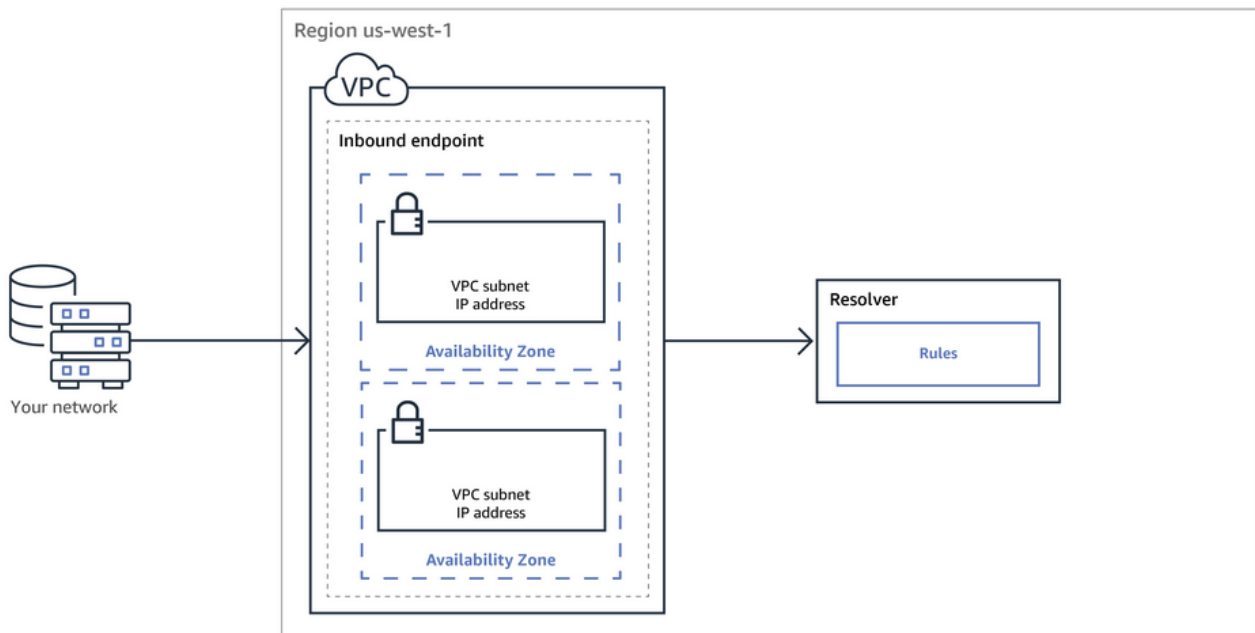 Region us-west-1
VPC
Inbound endpoint
VPC subnet
IP address
Availability Zone
VPC subnet
IP address
Availability Zone
Your network
Resolver
Rules